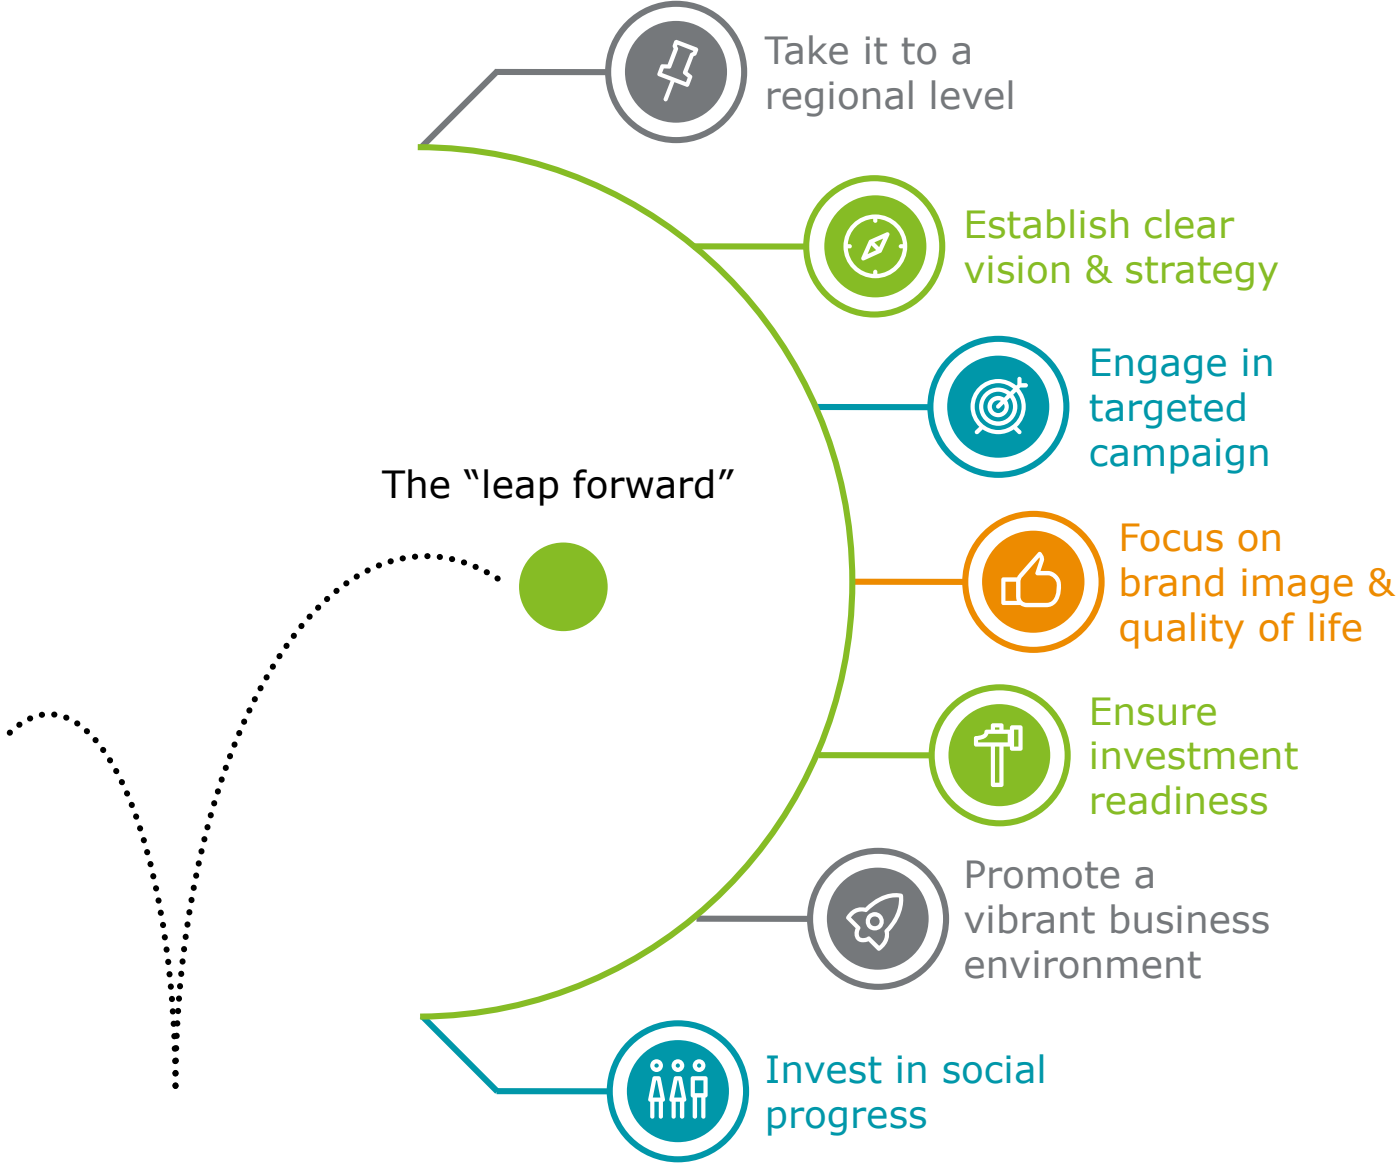 Take it to a
regional level
Establish clear
vision & strategy
Engage in
targeted
campaign
The “leap forward”
Focus on
brand image &
quality of life
Ensure
investment
readiness
Promote a
vibrant business
environment
Invest in social
progress